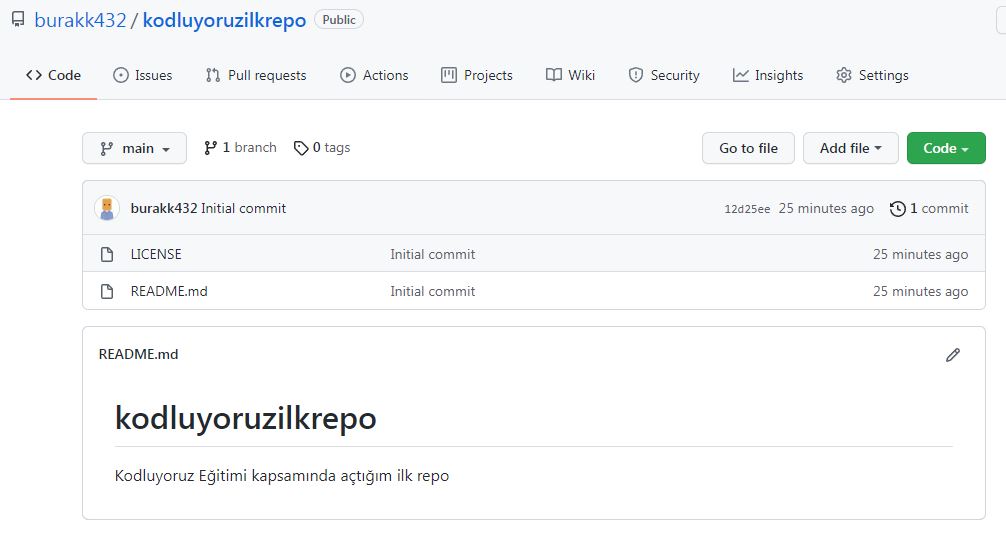 burakk432 / kodluyoruzilkrepo Public
Code Issues Pull requests Actions Projects Wiki Security Insights Settings
main 1 branch 0 tags Go to file Add file Code
burakk432 Initial commit 12d25ee 25 minutes ago 1 commit
LICENSE Initial commit 25 minutes ago
README.md Initial commit 25 minutes ago
README.md
kodluyoruzilkrepo
Kodluyoruz Eğitimi kapsamında açtığım ilk repo